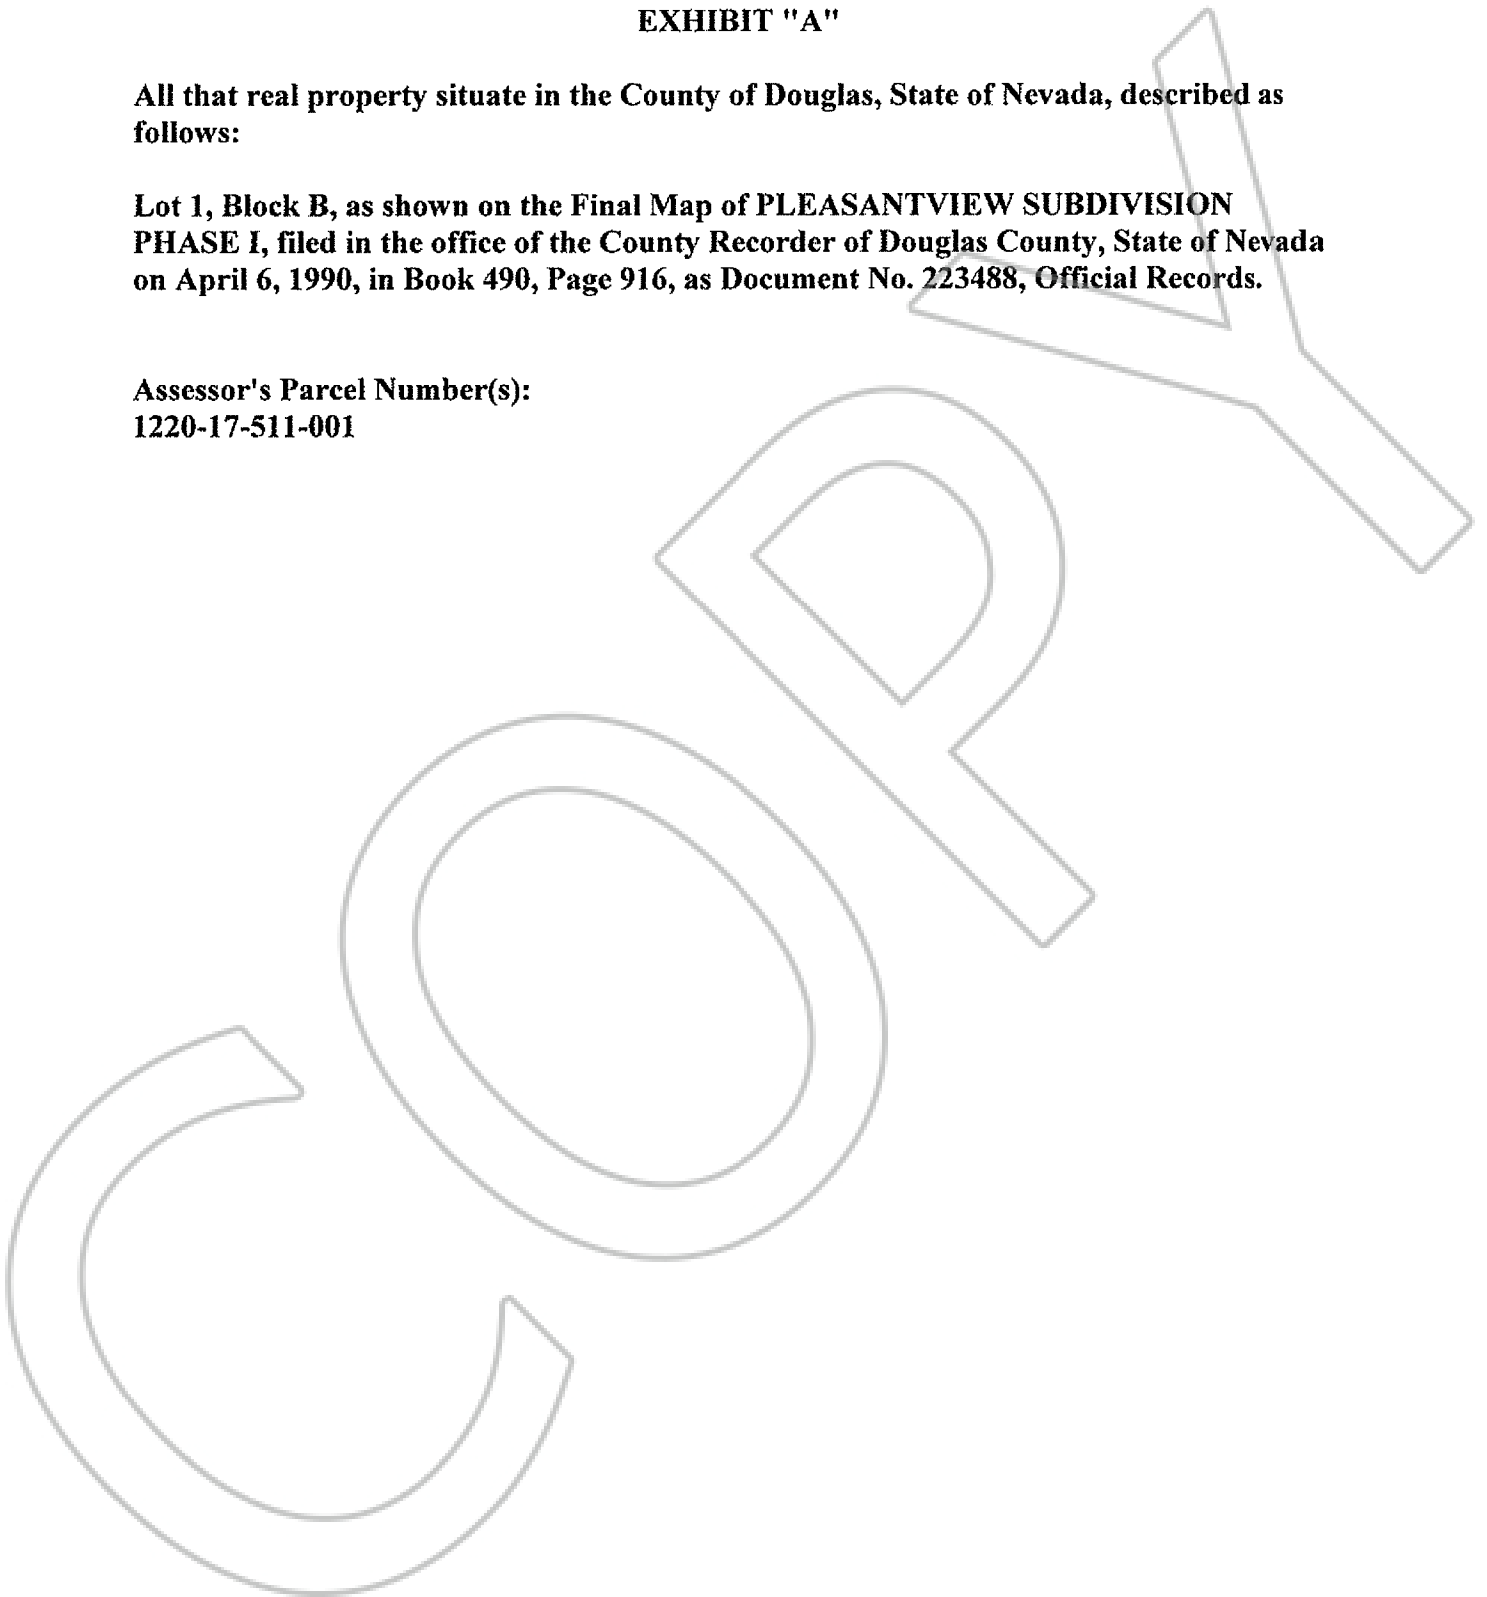 EXHIBIT "A"
All that real property situate in the County of Douglas, State of Nevada, described as
follows:
Lot 1, Block B, as shown on the Final Map of PLEASANTVIEW SUBDIVISION
PHASE I, filed in the office of the County Recorder of Douglas County, State of Nevada
on April 6, 1990, in Book 490, Page 916, as Document No. 223488, Official Records.
Assessor's Parcel Number(s):
1220-17-511-001
COPY